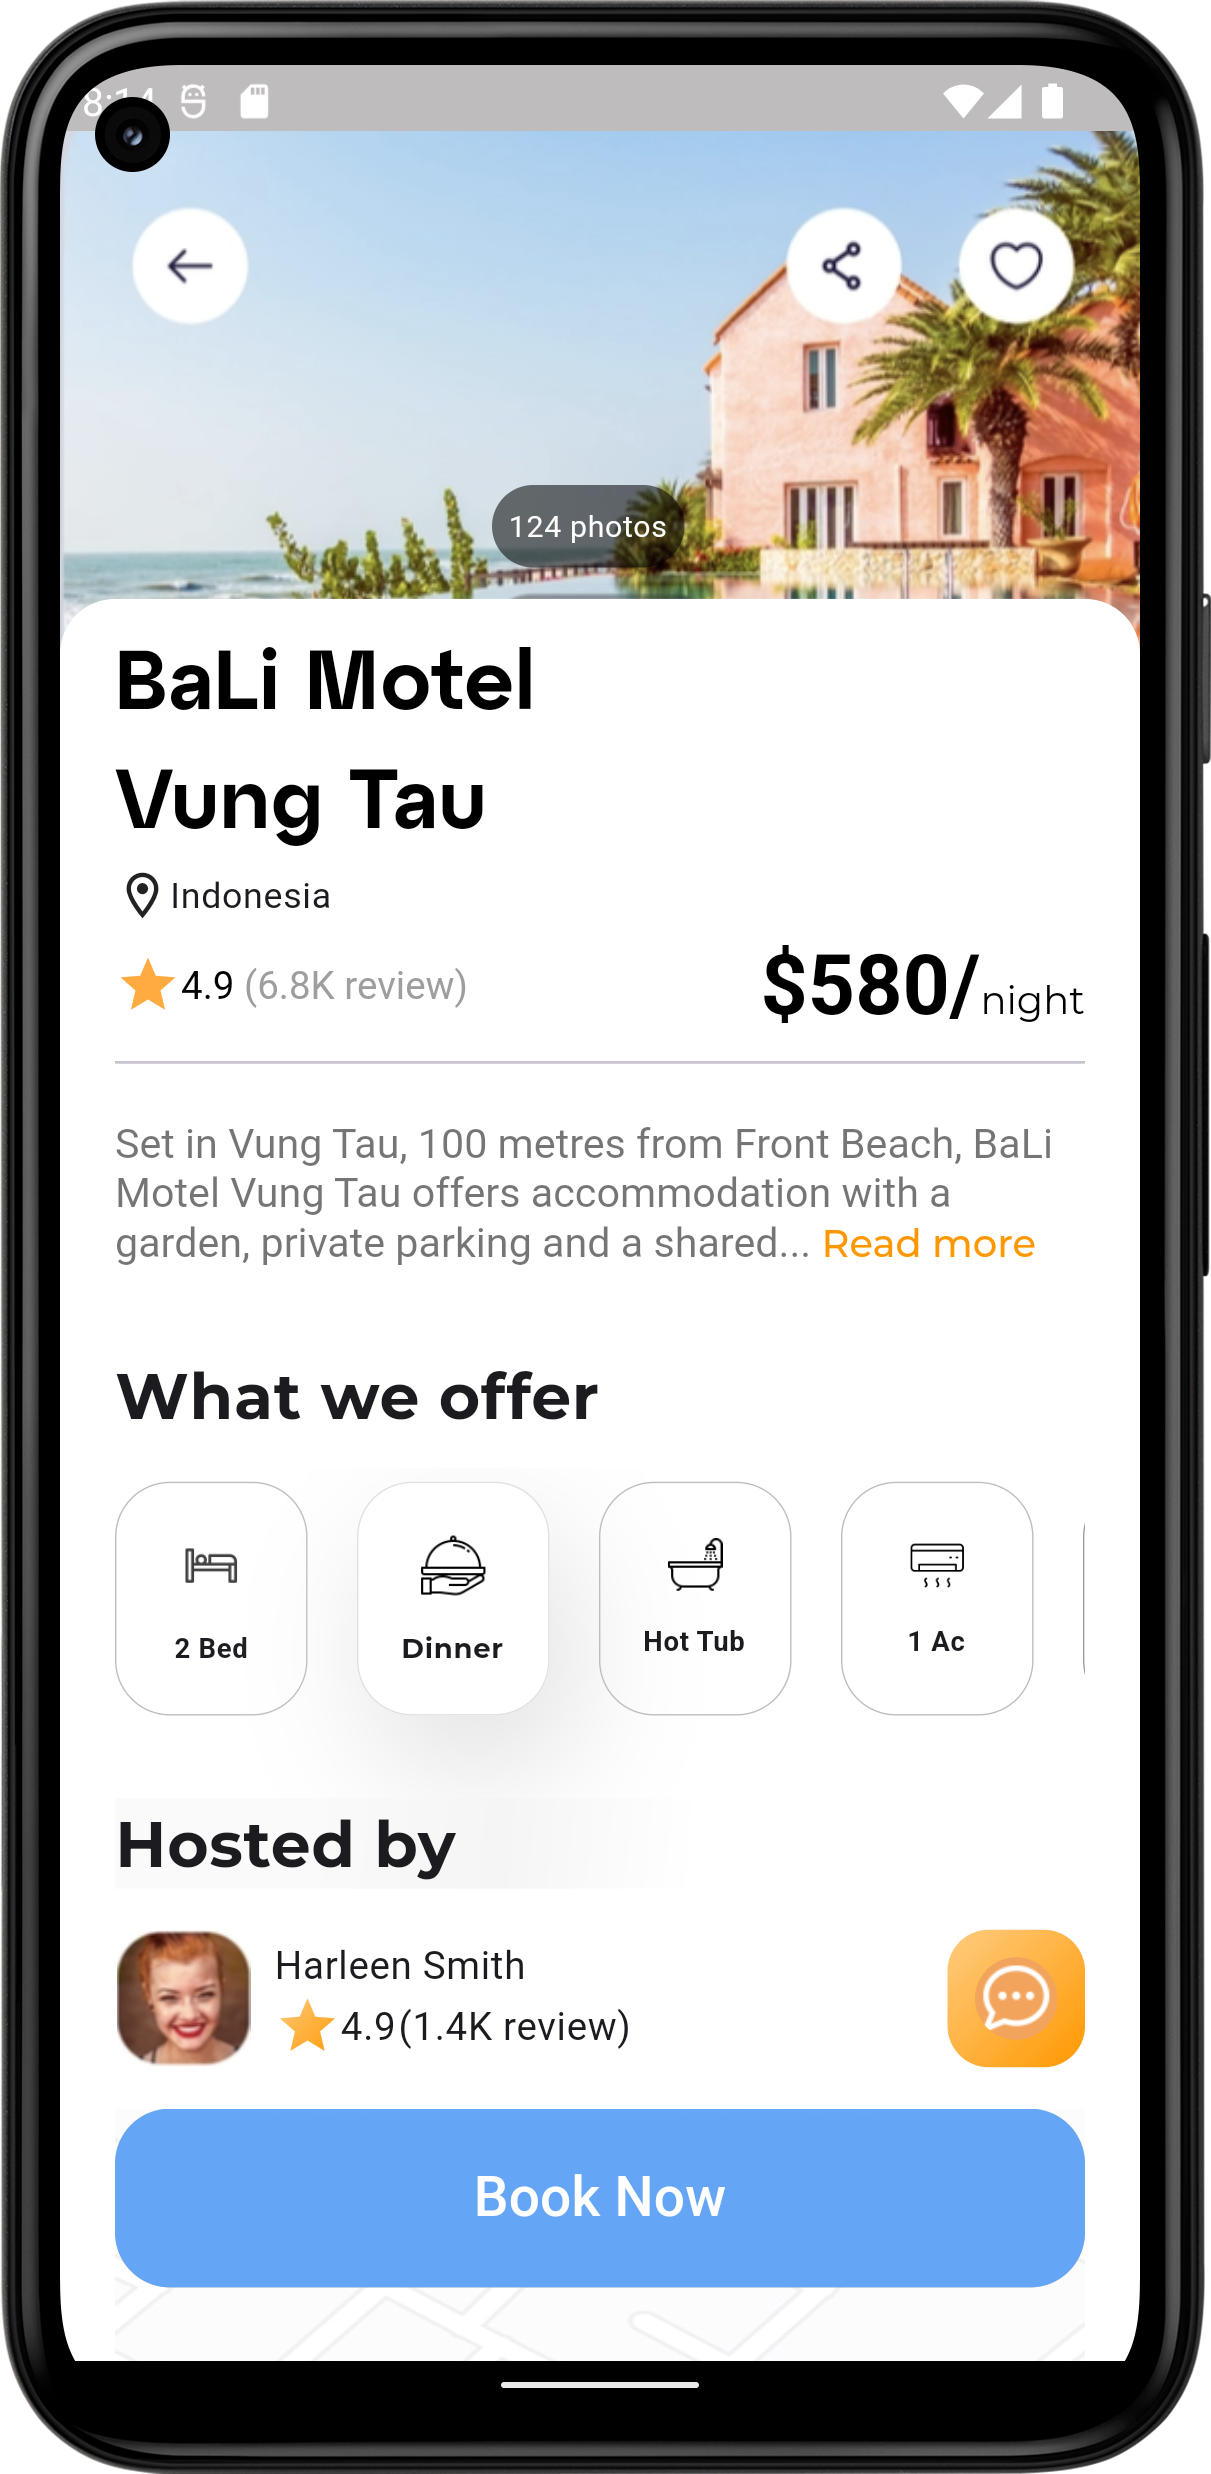 8:14
124 photos
BaLi Motel
Vung Tau
Indonesia
4.9 (6.8K review)
$580/night
Set in Vung Tau, 100 metres from Front Beach, BaLi
Motel Vung Tau offers accommodation with a
garden, private parking and a shared... Read more
What we offer
2 Bed
Dinner
Hot Tub
1 Ac
Hosted by
Harleen Smith
4.9(1.4K review)
Book Now